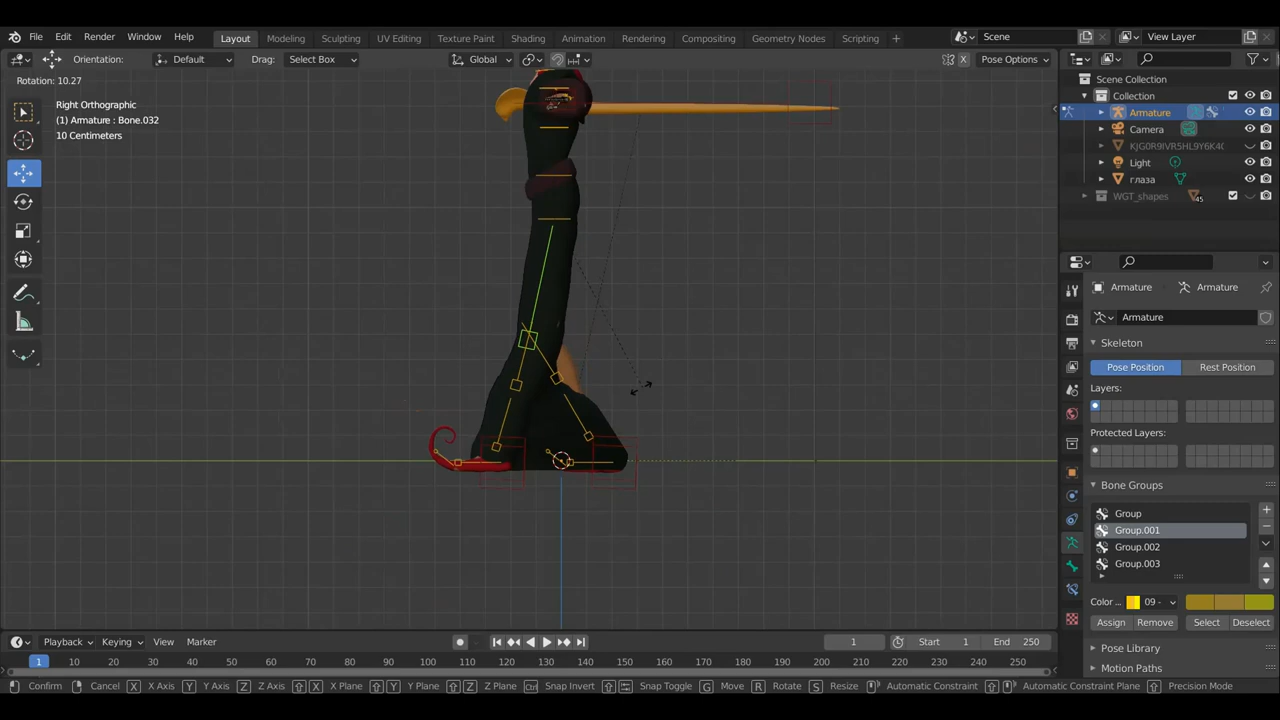 File Edit Render Window Help Layout Modeling Sculpting UV Editing Texture Paint Shading Animation Rendering Compositing Geometry Nodes Scripting + Scene View Layer
Orientation: Default Drag: Select Box Global X Pose Options
Rotation: 10.27
Right Orthographic
(1) Armature : Bone.032
10 Centimeters
Scene Collection
Collection
Armature
Camera
KJG0R9IVR5HL9Y6K4
Light
глаза
WGT_shapes 45
Armature Armature
Armature
Skeleton
Pose Position Rest Position
Layers:
Protected Layers:
Bone Groups
Group
Group.001
Group.002
Group.003
Color ... 09 -
Assign Remove Select Deselect
Pose Library
Motion Paths
Playback Keying View Marker 1 Start 1 End 250
1 10 20 30 40 50 60 70 80 90 100 110 120 130 140 150 160 170 180 190 200 210 220 230 240 250
Confirm Cancel X X Axis Y Y Axis Z Z Axis X X Plane Y Y Plane Z Z Plane Ctrl Snap Invert Snap Toggle G Move R Rotate S Resize Automatic Constraint Automatic Constraint Plane Precision Mode